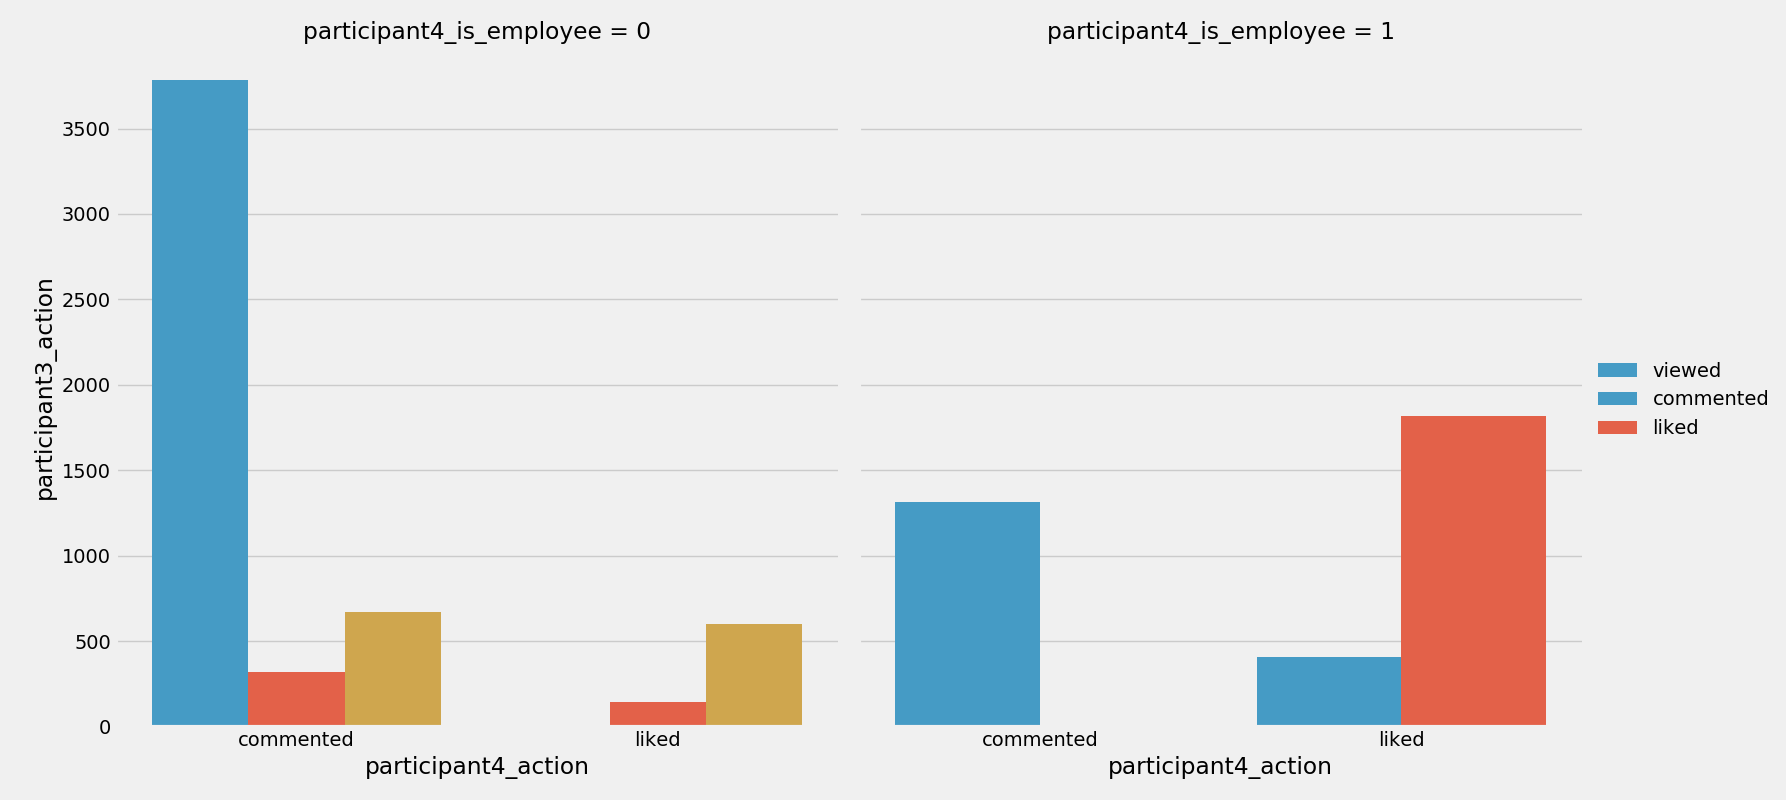 participant4_is_employee = 0
participant4_is_employee = 1
participant3_action
3500
3000
2500
2000
1500
1000
500
0
commented
liked
commented
liked
participant4_action
participant4_action
viewed
commented
liked